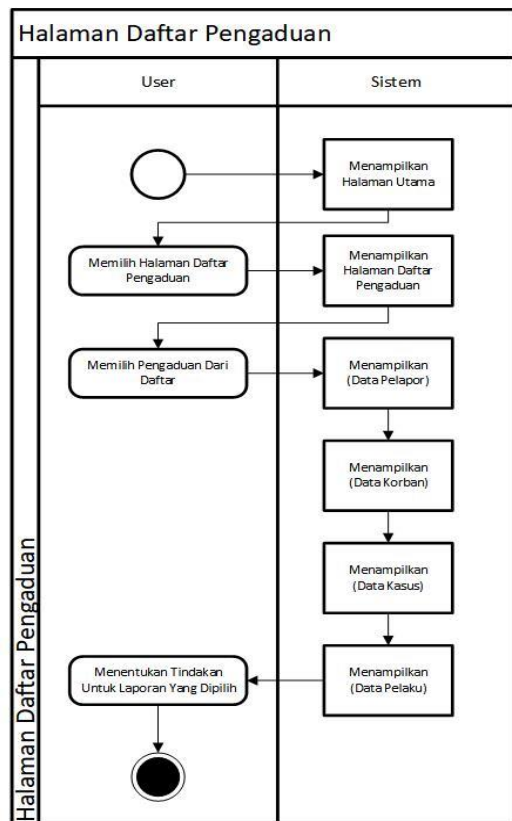 Halaman Daftar Pengaduan
User
Sistem
Menampilkan
Halaman Utama
Memilih Halaman Daftar
Pengaduan
Menampilkan
Halaman Daftar
Pengaduan
Memilih Pengaduan Dari
Daftar
Menampilkan
(Data Pelapor)
Menampilkan
(Data Korban)
Menampilkan
(Data Kasus)
Menentukan Tindakan
Untuk Laporan Yang Dipilih
Menampilkan
(Data Pelaku)
Halaman Daftar Pengaduan